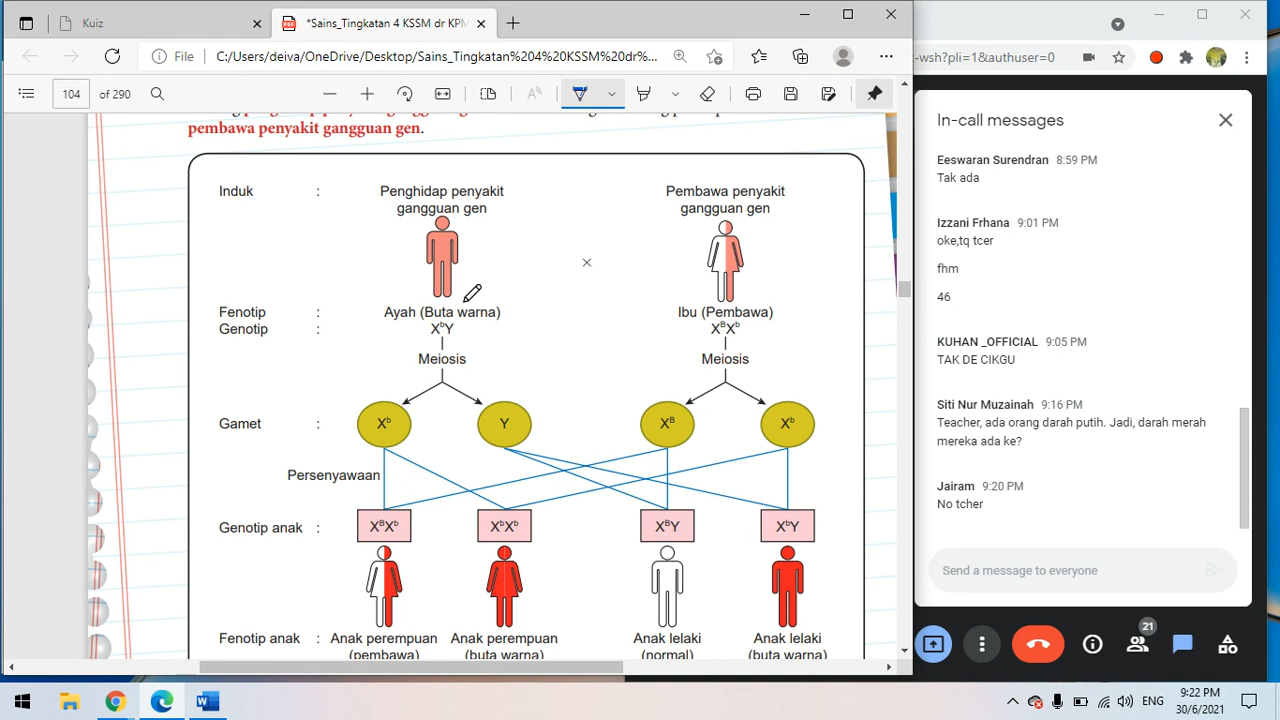 Kuiz
*Sains_Tingkatan 4 KSSM dr KPM
File
C:/Users/deiva/OneDrive/Desktop/Sains_Tingkatan%204%20KSSM%20dr%...
-wsh?pli=1&authuser=0
104 of 290
pembawa penyakit gangguan gen.
Induk : Penghidap penyakit Pembawa penyakit
gangguan gen gangguan gen
×
Fenotip : Ayah (Buta warna) Ibu (Pembawa)
Genotip : XᵇY XᴮXᵇ
Meiosis Meiosis
Gamet : Xᵇ Y Xᴮ Xᵇ
Persenyawaan
Genotip anak : XᴮXᵇ XᵇXᵇ XᴮY XᵇY
Fenotip anak : Anak perempuan Anak perempuan Anak lelaki Anak lelaki
(pembawa) (buta warna) (normal) (buta warna)
In-call messages
Eeswaran Surendran 8:59 PM
Tak ada
Izzani Frhana 9:01 PM
oke,tq tcer
fhm
46
KUHAN _OFFICIAL 9:05 PM
TAK DE CIKGU
Siti Nur Muzainah 9:16 PM
Teacher, ada orang darah putih. Jadi, darah merah
mereka ada ke?
Jairam 9:20 PM
No tcher
Send a message to everyone
21
ENG
9:22 PM
30/6/2021